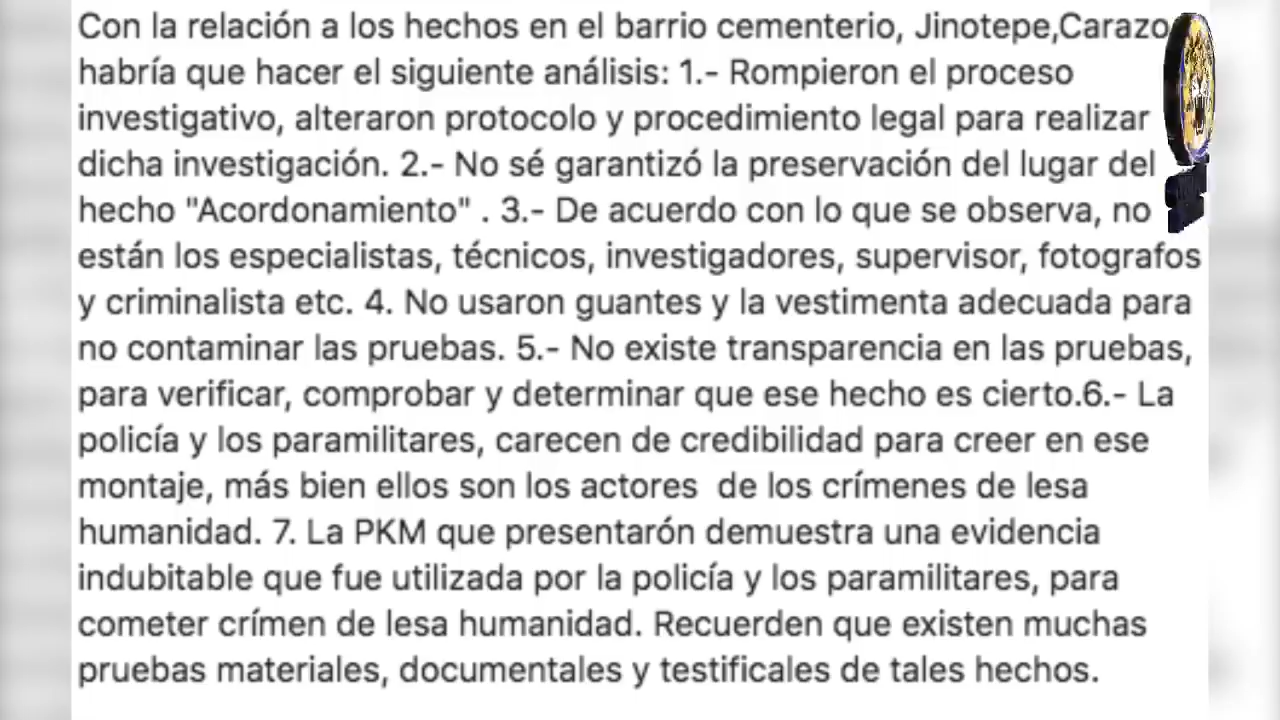 Con la relación a los hechos en el barrio cementerio, Jinotepe,Carazo
habría que hacer el siguiente análisis: 1.- Rompieron el proceso
investigativo, alteraron protocolo y procedimiento legal para realizar
dicha investigación. 2.- No sé garantizó la preservación del lugar del
hecho "Acordonamiento" . 3.- De acuerdo con lo que se observa, no
están los especialistas, técnicos, investigadores, supervisor, fotografos
y criminalista etc. 4. No usaron guantes y la vestimenta adecuada para
no contaminar las pruebas. 5.- No existe transparencia en las pruebas,
para verificar, comprobar y determinar que ese hecho es cierto.6.- La
policía y los paramilitares, carecen de credibilidad para creer en ese
montaje, más bien ellos son los actores  de los crímenes de lesa
humanidad. 7. La PKM que presentarón demuestra una evidencia
indubitable que fue utilizada por la policía y los paramilitares, para
cometer crímen de lesa humanidad. Recuerden que existen muchas
pruebas materiales, documentales y testificales de tales hechos.